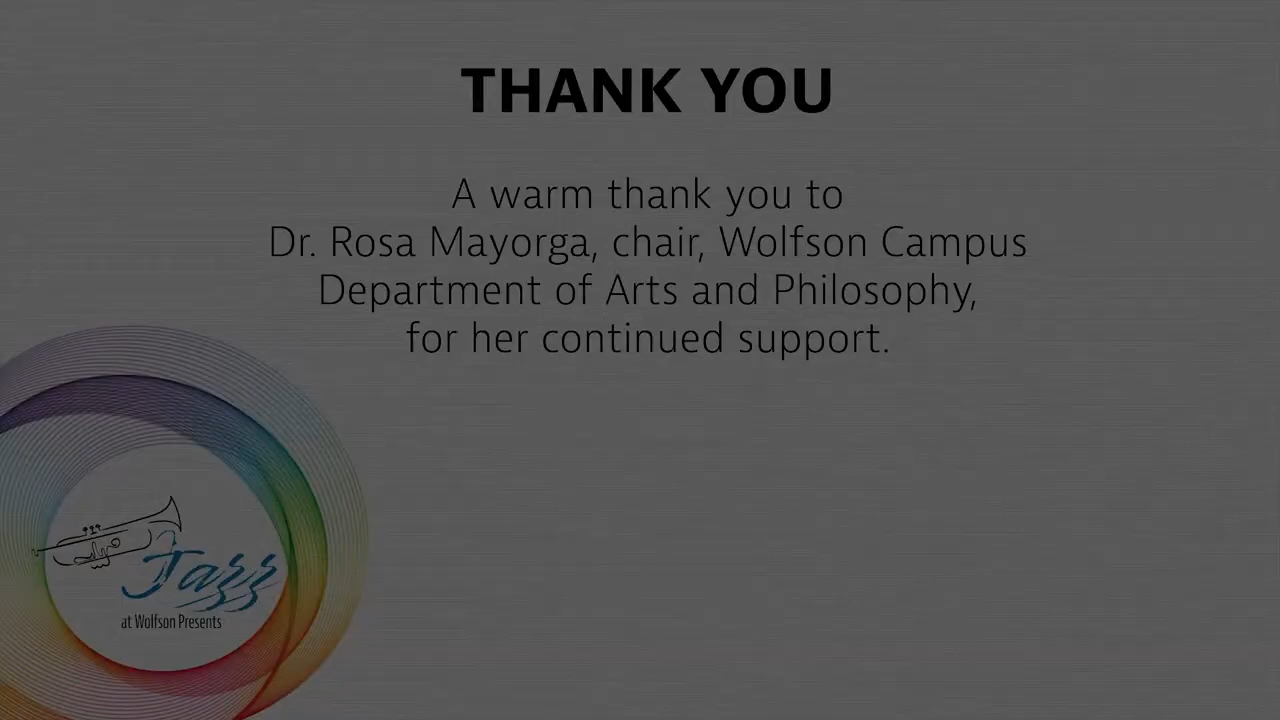 THANK YOU
A warm thank you to
Dr. Rosa Mayorga, chair, Wolfson Campus
Department of Arts and Philosophy,
for her continued support.
Jazz
at Wolfson Presents